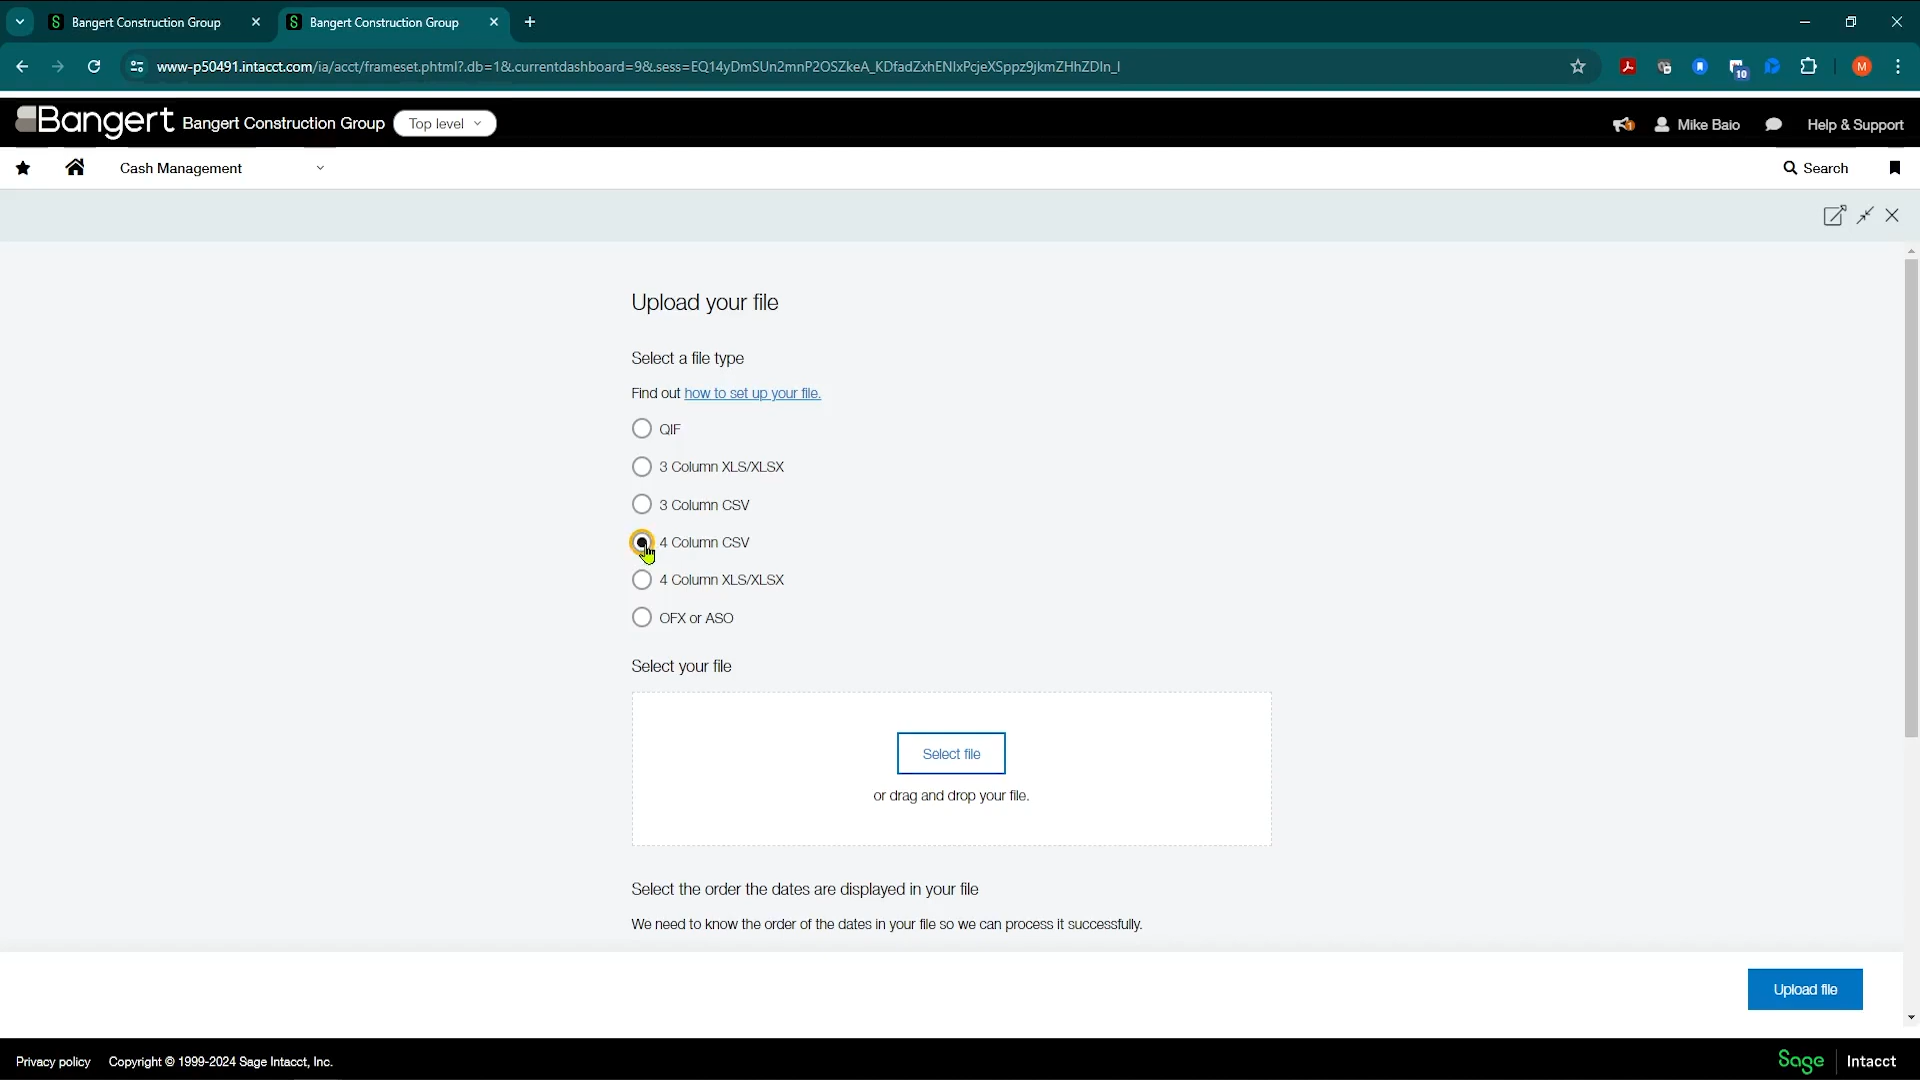 Bangert Construction Group
Bangert Construction Group
www-p50491.intacct.com/ia/acct/frameset.phtml?.db=1&.currentdashboard=9&.sess=EQ14yDmSUn2mnP2OSZkeA_KDfadZxhENIxPcjeXSppz9jkmZHhZDIn_I
10
M
Bangert Bangert Construction Group Top level
1
Mike Baio
Help & Support
Cash Management
Search
Upload your file
Select a file type
Find out how to set up your file.
QIF
3 Column XLS/XLSX
3 Column CSV
4 Column CSV
4 Column XLS/XLSX
OFX or ASO
Select your file
Select file
or drag and drop your file.
Select the order the dates are displayed in your file
We need to know the order of the dates in your file so we can process it successfully.
Upload file
Privacy policy Copyright © 1999-2024 Sage Intacct, Inc.
Sage Intacct